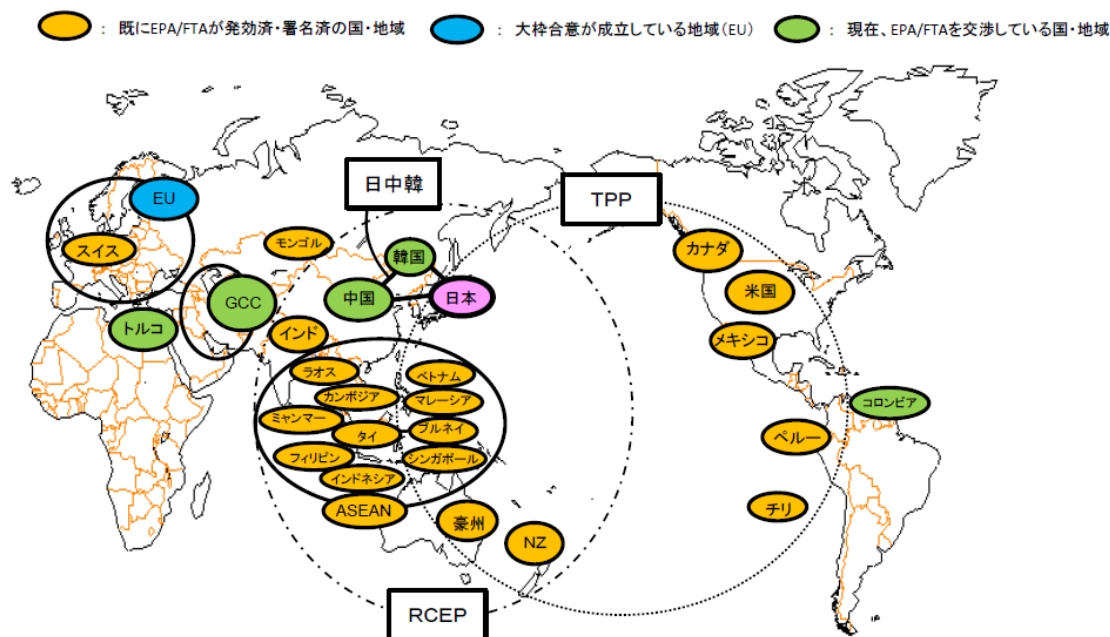 ： 既にEPA/FTAが発効済・署名済の国・地域 ： 大枠合意が成立している地域（EU） ： 現在、EPA/FTAを交渉している国・地域
日中韓
TPP
EU
スイス
モンゴル
韓国
カナダ
GCC
中国
日本
米国
トルコ
インド
メキシコ
ラオス
ベトナム
カンボジア
マレーシア
コロンビア
ミャンマー
タイ
ブルネイ
ペルー
フィリピン
シンガポール
インドネシア
ASEAN
豪州
チリ
NZ
RCEP